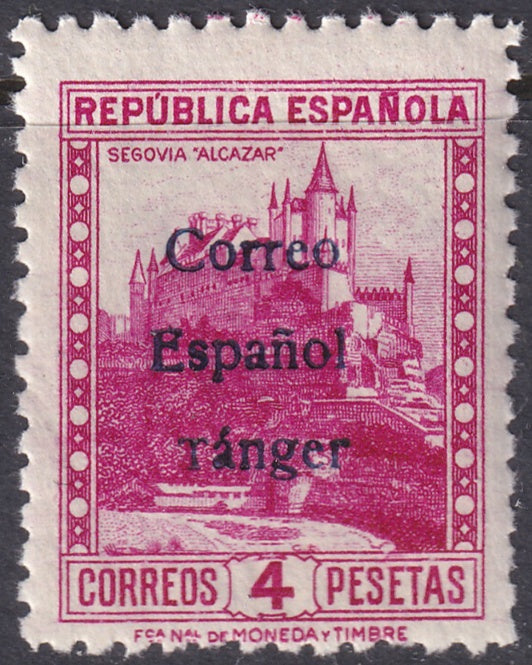 REPÚBLICA ESPAÑOLA
SEGOVIA "ALCAZAR"
Correo
Español
ránger
CORREOS 4 PESETAS
FCA NAL DE MONEDA Y TIMBRE